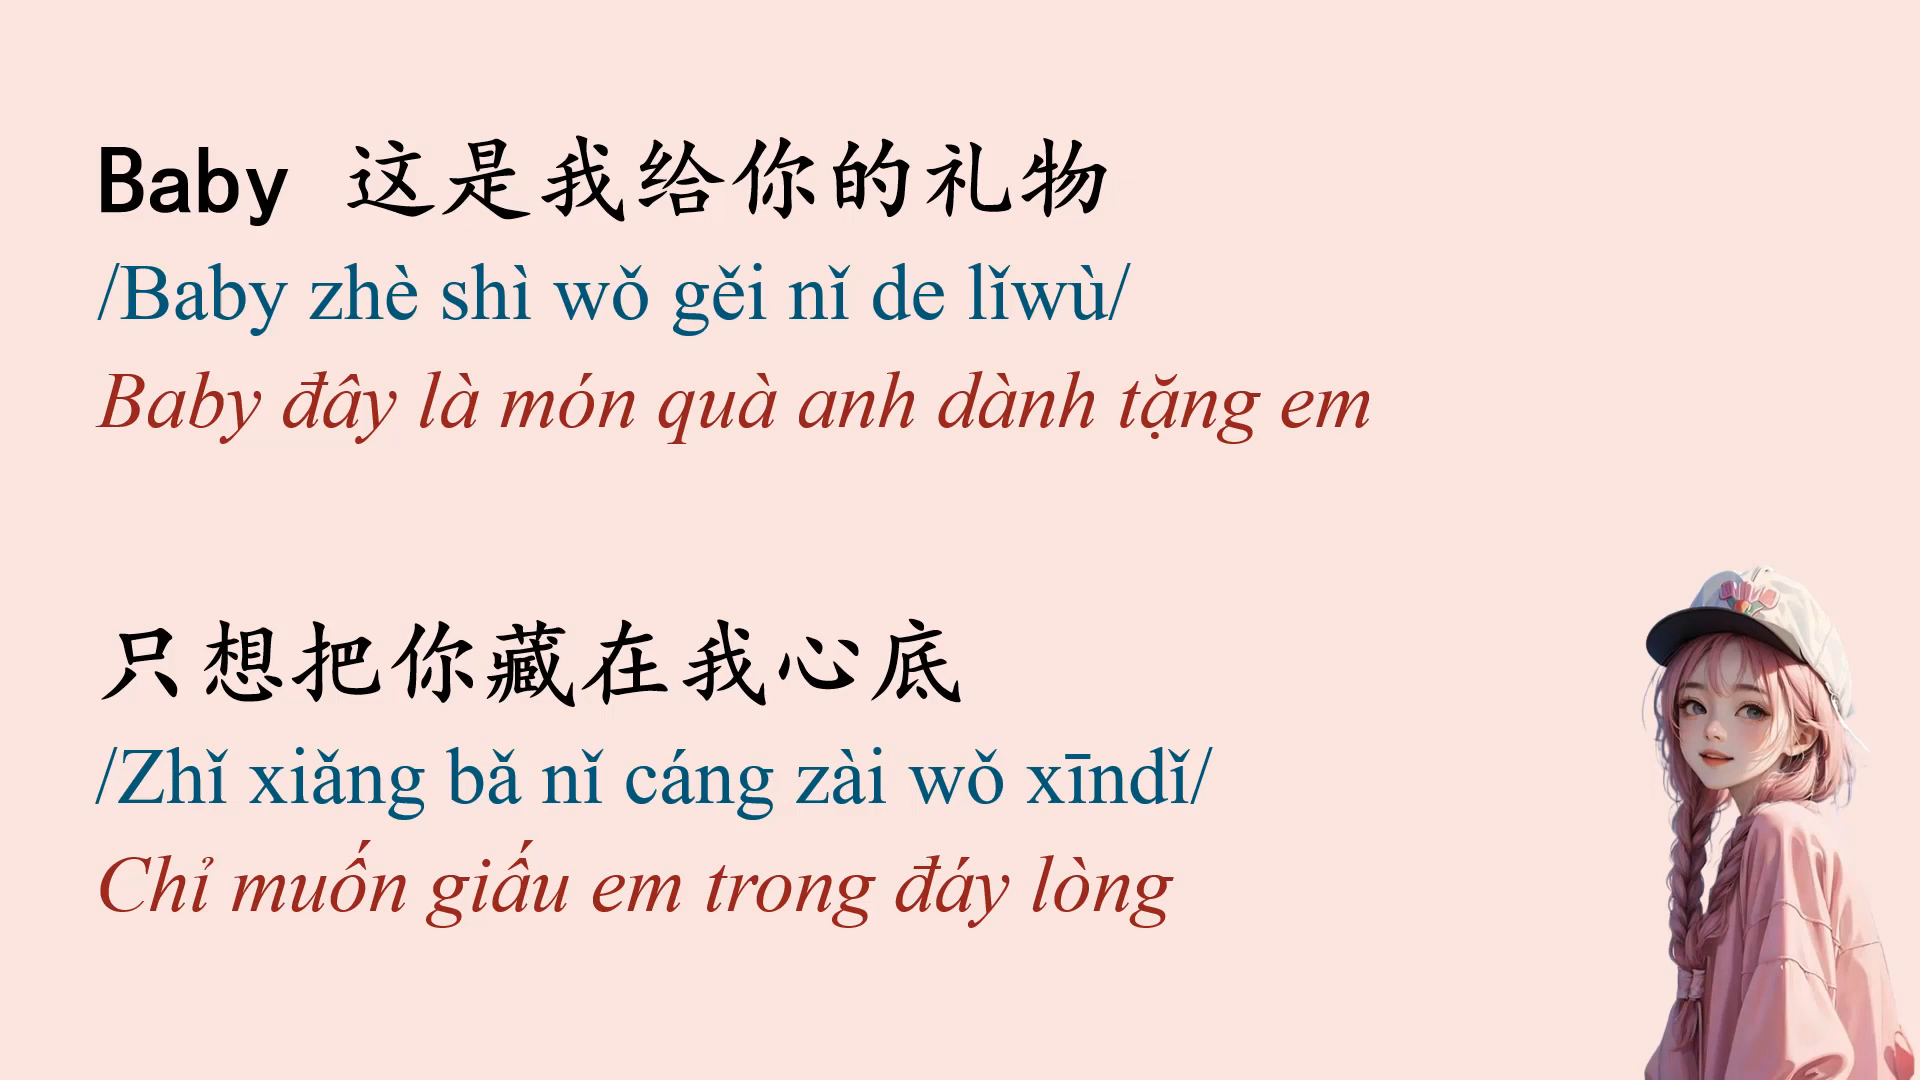 Baby 这是我给你的礼物
/Baby zhè shì wǒ gěi nǐ de lǐwù/
Baby đây là món quà anh dành tặng em
只想把你藏在我心底
/Zhǐ xiǎng bǎ nǐ cáng zài wǒ xīndǐ/
Chỉ muốn giấu em trong đáy lòng